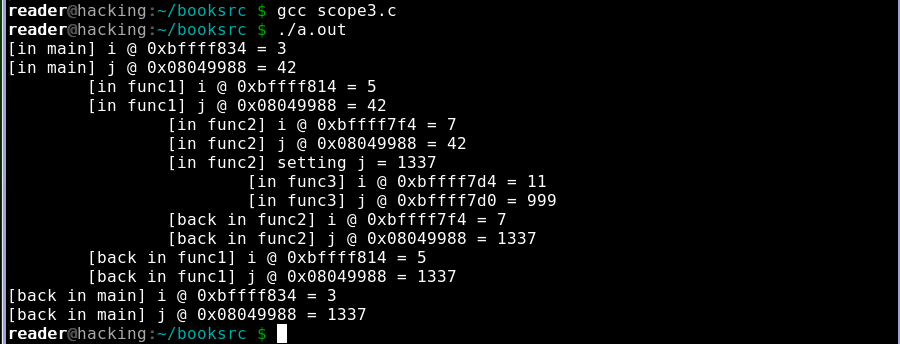 reader@hacking:~/booksrc $ gcc scope3.c
reader@hacking:~/booksrc $ ./a.out
[in main] i @ 0xbffff834 = 3
[in main] j @ 0x08049988 = 42
        [in func1] i @ 0xbffff814 = 5
        [in func1] j @ 0x08049988 = 42
                [in func2] i @ 0xbffff7f4 = 7
                [in func2] j @ 0x08049988 = 42
                [in func2] setting j = 1337
                        [in func3] i @ 0xbffff7d4 = 11
                        [in func3] j @ 0xbffff7d0 = 999
                [back in func2] i @ 0xbffff7f4 = 7
                [back in func2] j @ 0x08049988 = 1337
        [back in func1] i @ 0xbffff814 = 5
        [back in func1] j @ 0x08049988 = 1337
[back in main] i @ 0xbffff834 = 3
[back in main] j @ 0x08049988 = 1337
reader@hacking:~/booksrc $